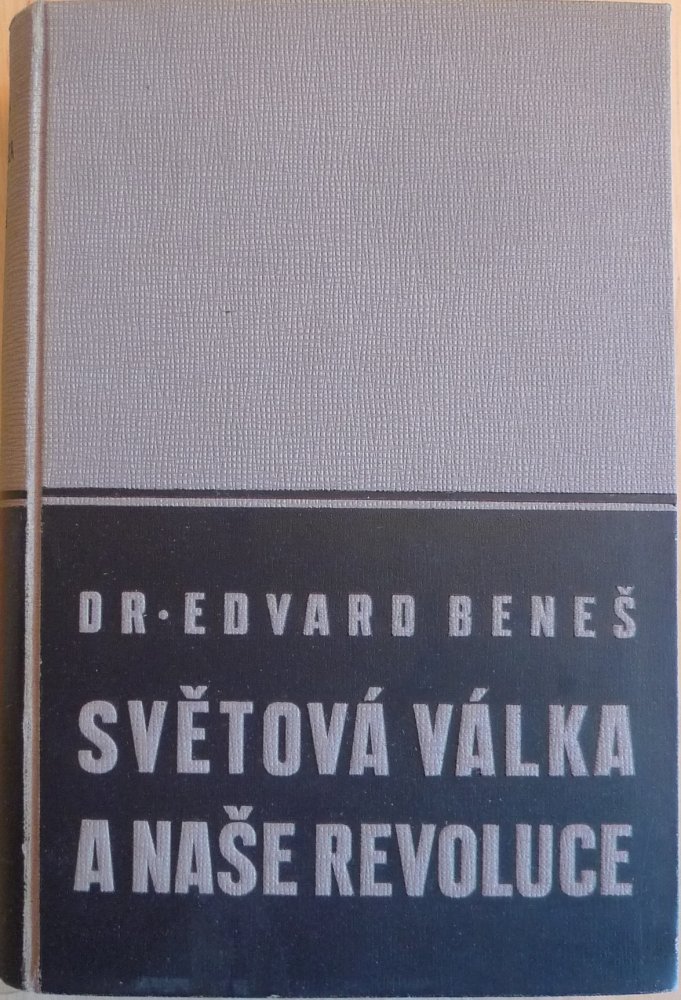 DR·EDVARD BENEŠ
SVĚTOVÁ VÁLKA
A NAŠE REVOLUCE